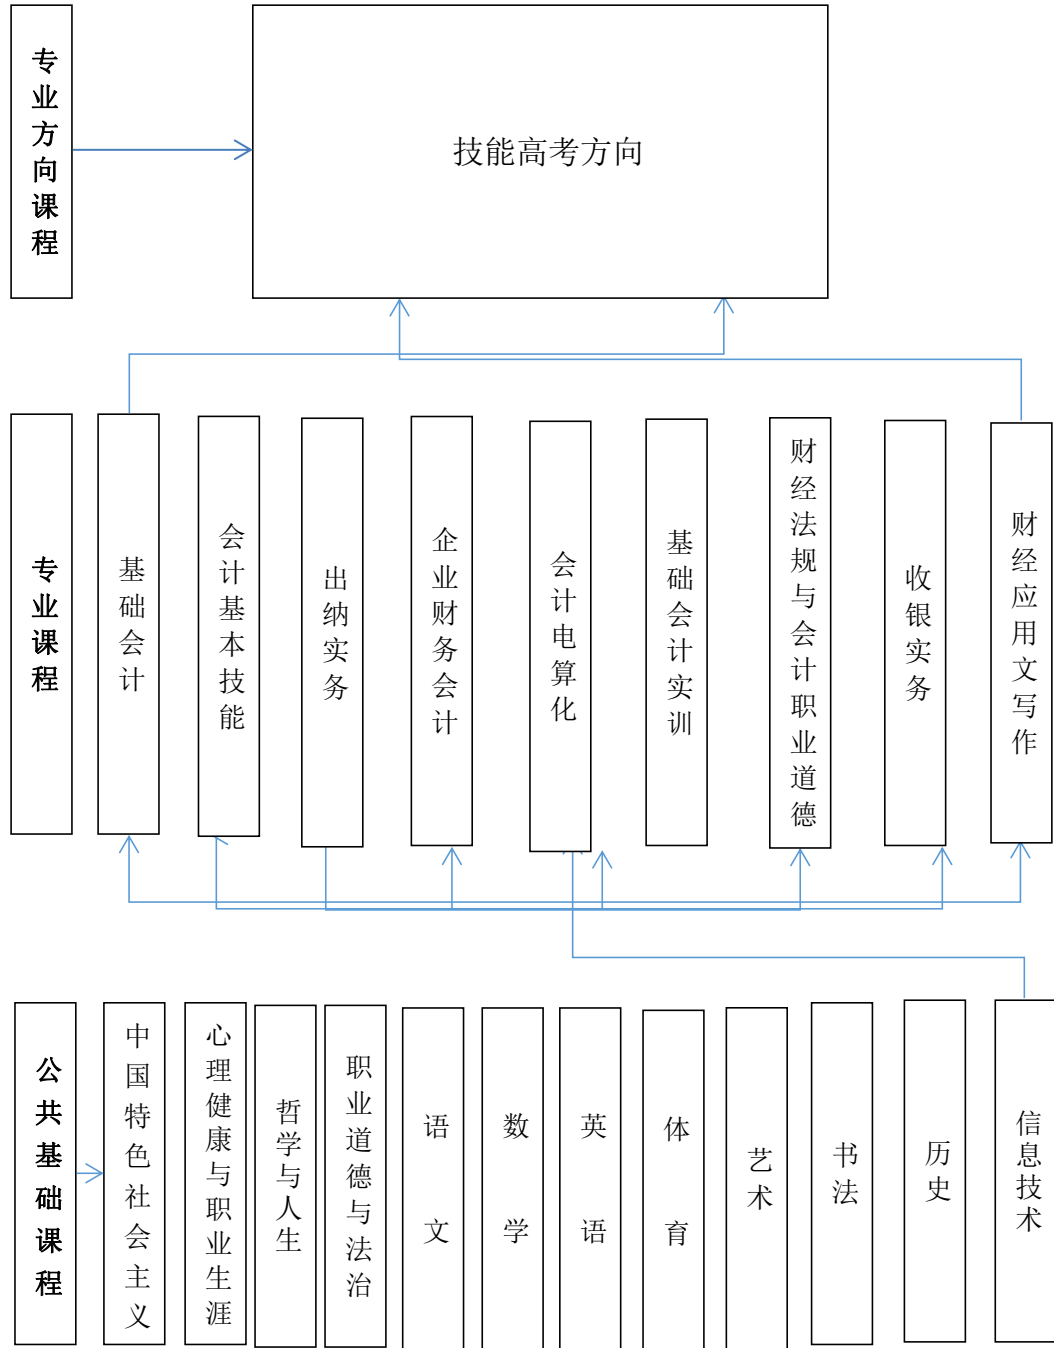 专业方向课程
技能高考方向
专业课程
基础会计
会计基本技能
出纳实务
企业财务会计
会计电算化
基础会计实训
财经法规与会计职业道德
收银实务
财经应用文写作
公共基础课程
中国特色社会主义
心理健康与职业生涯
哲学与人生
职业道德与法治
语文
数学
英语
体育
艺术
书法
历史
信息技术